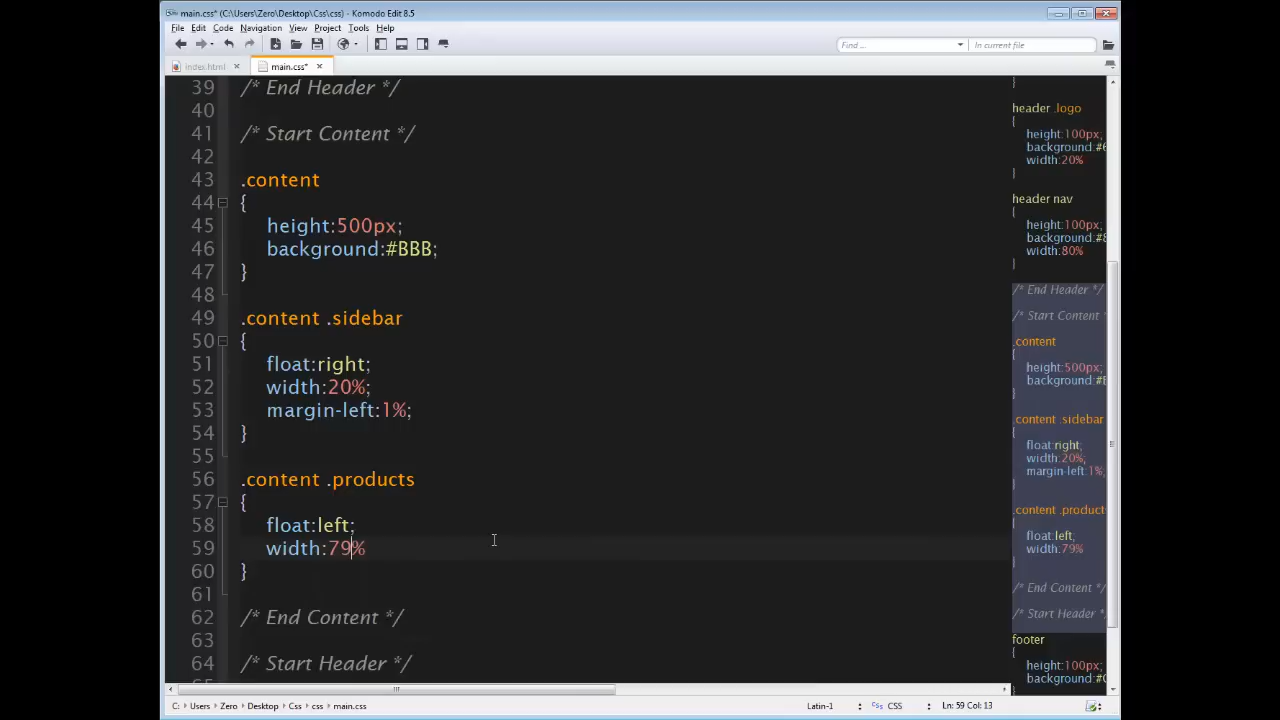 main.css* (C:\Users\Zero\Desktop\Css\css) - Komodo Edit 8.5
File Edit Code Navigation View Project Tools Help
Find ...
In current file
index.html
main.css*
39 /* End Header */
40
41 /* Start Content */
42
43 .content
44 {
45 height:500px;
46 background:#BBB;
47 }
48
49 .content .sidebar
50 {
51 float:right;
52 width:20%;
53 margin-left:1%;
54 }
55
56 .content .products
57 {
58 float:left;
59 width:79%
60 }
61
62 /* End Content */
63
64 /* Start Header */
}
header .logo
{
height:100px;
background:#
width:20%
}
header nav
{
height:100px;
background:#
width:80%
}
/* End Header */
/* Start Content
.content
{
height:500px;
background:#
}
.content .sidebar
{
float:right;
width:20%;
margin-left:1%;
}
.content .product
{
float:left;
width:79%
}
/* End Content */
/* Start Header *
footer
{
height:100px;
background:#
}
C: Users Zero Desktop Css css main.css
Latin-1
CSS
Ln: 59 Col: 13